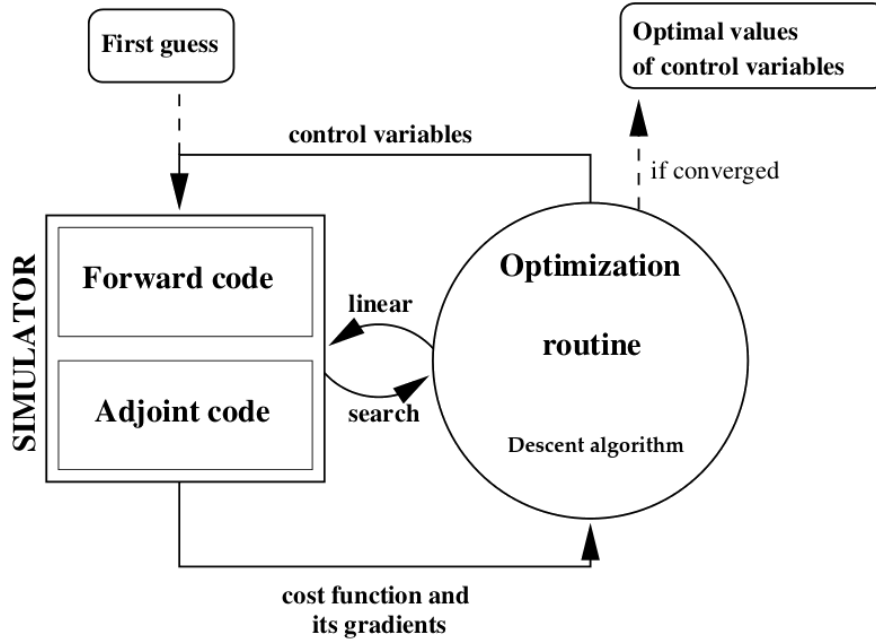 First guess
Optimal values
of control variables
control variables
if converged
SIMULATOR
Forward code
Adjoint code
linear
search
Optimization
routine
Descent algorithm
cost function and
its gradients